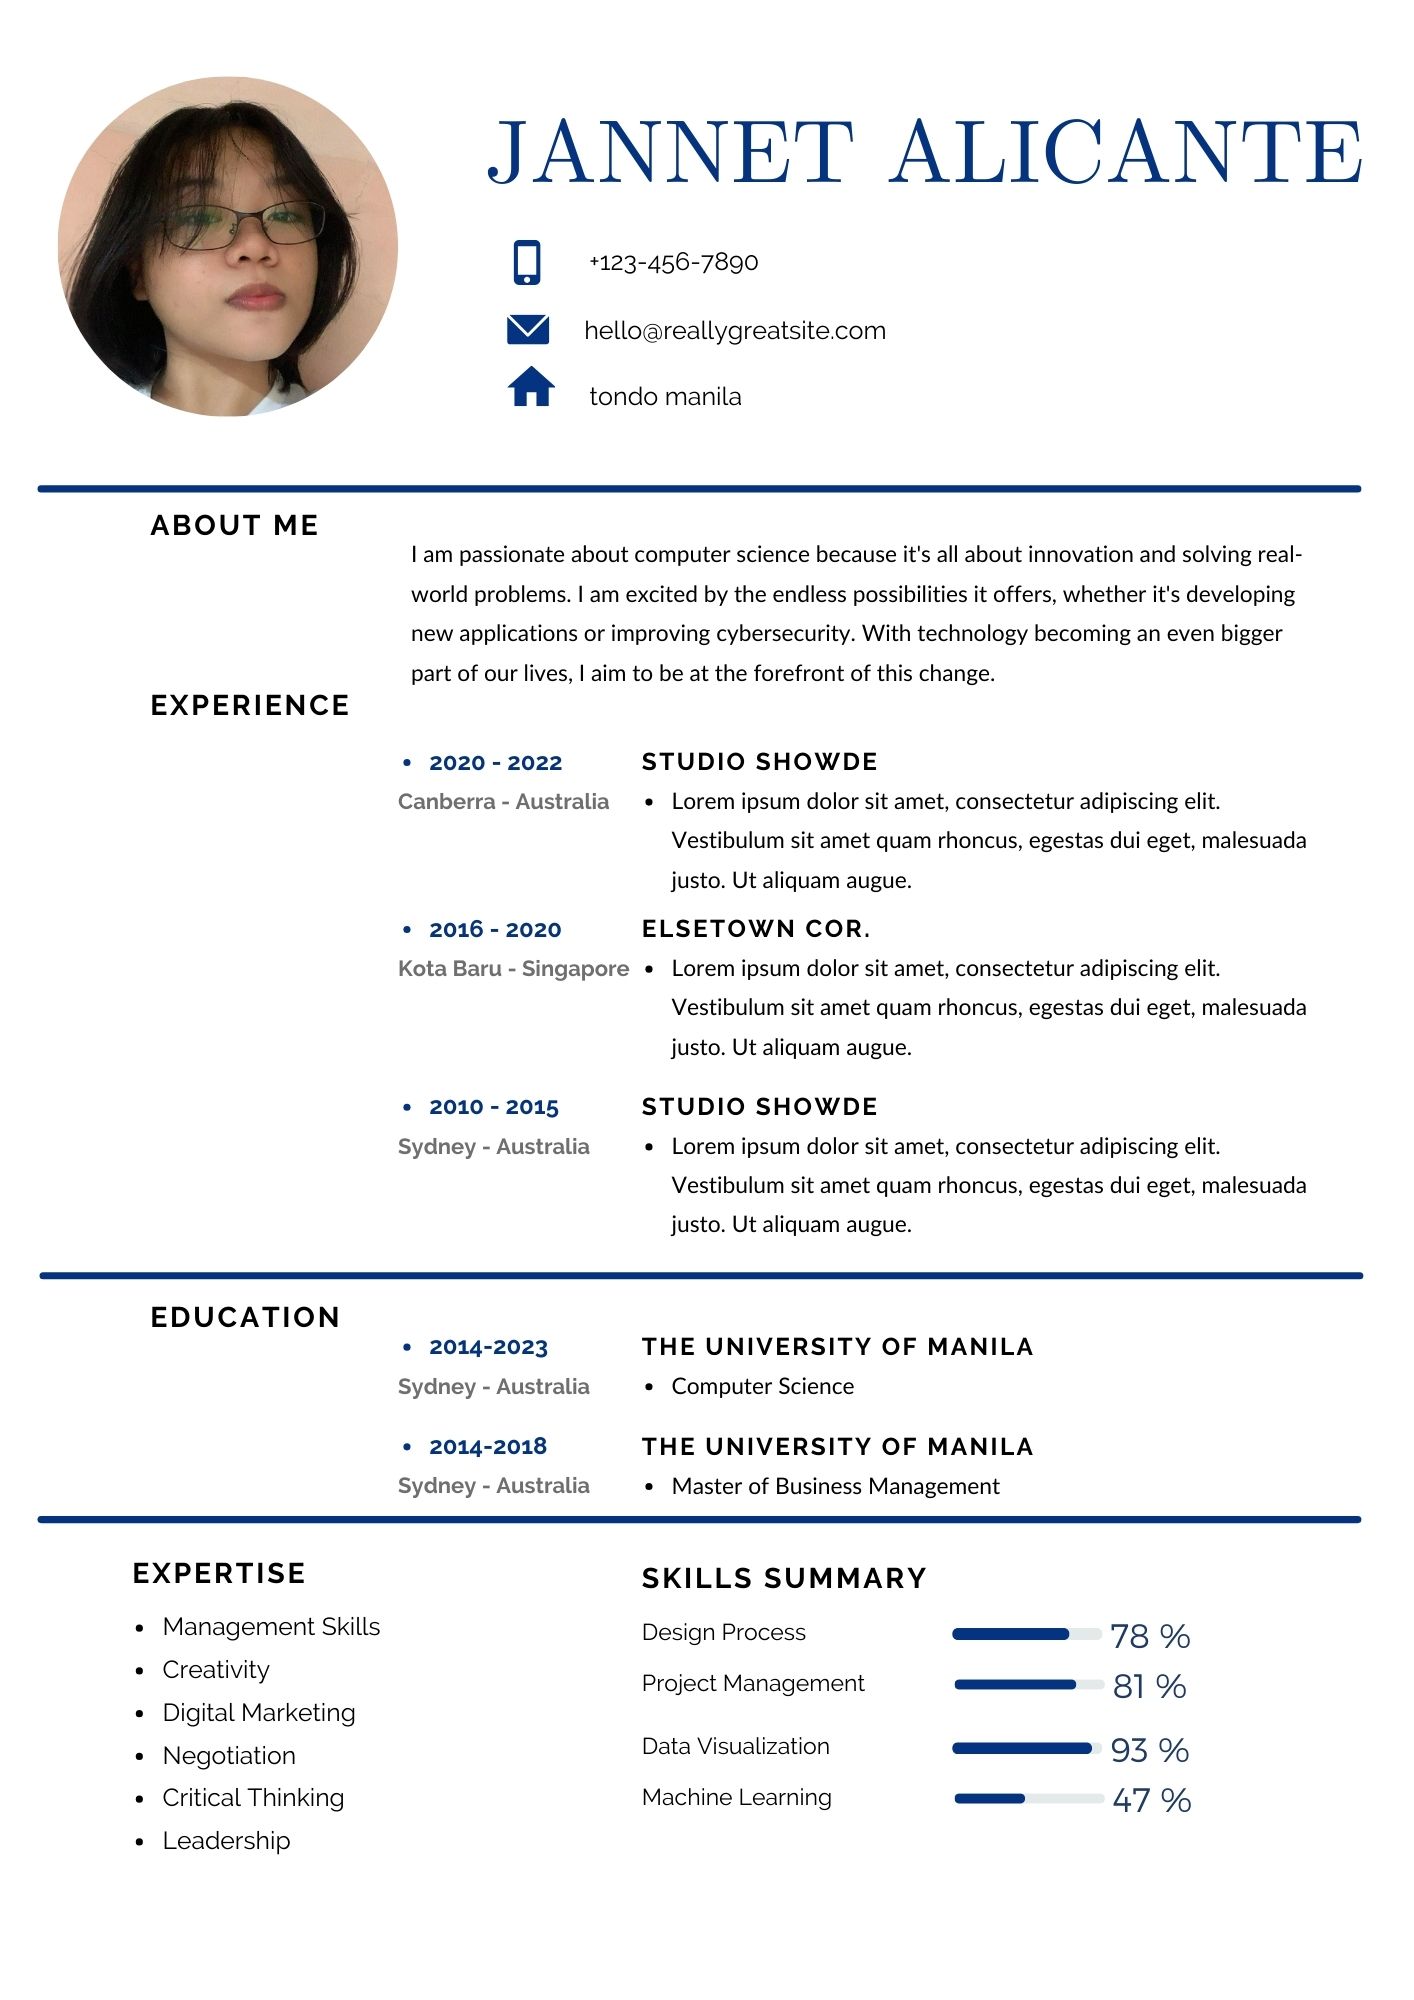 JANNET ALICANTE
+123-456-7890
hello@reallygreatsite.com
tondo manila
ABOUT ME
I am passionate about computer science because it's all about innovation and solving real-
world problems. I am excited by the endless possibilities it offers, whether it's developing
new applications or improving cybersecurity. With technology becoming an even bigger
part of our lives, I aim to be at the forefront of this change.
EXPERIENCE
• 2020 - 2022
Canberra - Australia
STUDIO SHOWDE
• Lorem ipsum dolor sit amet, consectetur adipiscing elit.
Vestibulum sit amet quam rhoncus, egestas dui eget, malesuada
justo. Ut aliquam augue.
• 2016 - 2020
Kota Baru - Singapore
ELSETOWN COR.
• Lorem ipsum dolor sit amet, consectetur adipiscing elit.
Vestibulum sit amet quam rhoncus, egestas dui eget, malesuada
justo. Ut aliquam augue.
• 2010 - 2015
Sydney - Australia
STUDIO SHOWDE
• Lorem ipsum dolor sit amet, consectetur adipiscing elit.
Vestibulum sit amet quam rhoncus, egestas dui eget, malesuada
justo. Ut aliquam augue.
EDUCATION
• 2014-2023
Sydney - Australia
THE UNIVERSITY OF MANILA
• Computer Science
• 2014-2018
Sydney - Australia
THE UNIVERSITY OF MANILA
• Master of Business Management
EXPERTISE
• Management Skills
• Creativity
• Digital Marketing
• Negotiation
• Critical Thinking
• Leadership
SKILLS SUMMARY
Design Process 78 %
Project Management 81 %
Data Visualization 93 %
Machine Learning 47 %